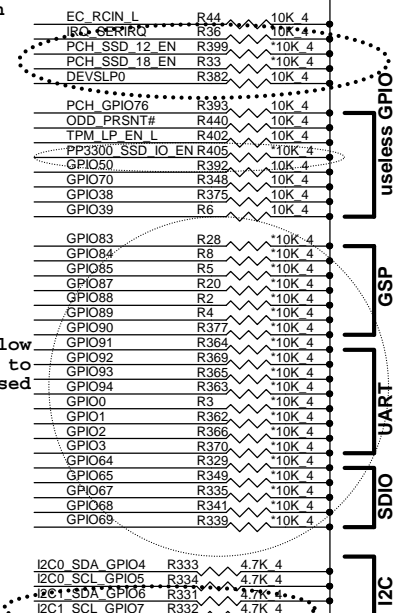 EC_RCIN_L R44 10K_4
IRQ_SERIRQ R36 10K_4
PCH_SSD_12_EN R399 *10K_4
PCH_SSD_18_EN R33 *10K_4
DEVSLP0 R382 10K_4
PCH_GPIO76 R393 10K_4
ODD_PRSNT# R440 10K_4
TPM_LP_EN_L R402 10K_4
PP3300_SSD_IO_EN R405 *10K_4
GPIO50 R392 10K_4
GPIO70 R348 10K_4
GPIO38 R375 10K_4
GPIO39 R6 10K_4
useless GPIO
GPIO83 R28 *10K_4
GPIO84 R8 *10K_4
GPIO85 R5 *10K_4
GPIO87 R20 *10K_4
GPIO88 R2 *10K_4
GPIO89 R4 *10K_4
GPIO90 R377 *10K_4
GSP
low
to
sed
GPIO91 R364 *10K_4
GPIO92 R369 *10K_4
GPIO93 R365 *10K_4
GPIO94 R363 *10K_4
GPIO0 R3 *10K_4
GPIO1 R362 *10K_4
GPIO2 R366 *10K_4
GPIO3 R370 *10K_4
UART
GPIO64 R329 *10K_4
GPIO65 R349 *10K_4
GPIO67 R335 *10K_4
GPIO68 R341 *10K_4
GPIO69 R339 *10K_4
SDIO
I2C0_SDA_GPIO4 R333 4.7K_4
I2C0_SCL_GPIO5 R334 4.7K_4
I2C1_SDA_GPIO6 R331 4.7K_4
I2C1_SCL_GPIO7 R332 4.7K_4
I2C